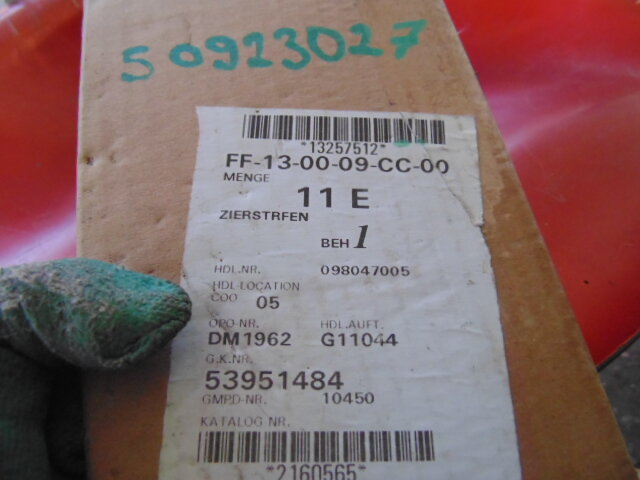 50923027
*13257512*
FF-13-00-09-CC-00
MENGE
11 E
ZIERSTRFEN
BEH 1
HDL.NR. 098047005
HDL-LOCATION
COO 05
OPO-NR. HDL.AUFT.
DM1962 G11044
G.K.NR.
53951484
GMPD-NR. 10450
KATALOG NR.
*2160565*